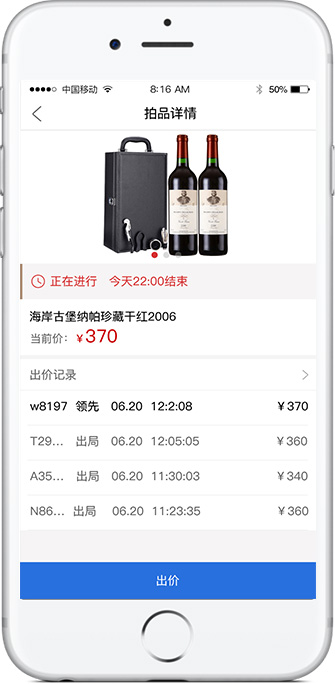 中国移动 8:16 AM 50%
拍品详情
正在进行 今天22:00结束
海岸古堡纳帕珍藏干红2006
当前价：¥370
出价记录
w8197 领先 06.20 12:2:08 ¥370
T29... 出局 06.20 12:05:05 ¥360
A35... 出局 06.20 11:30:03 ¥340
N86... 出局 06.20 11:23:35 ¥360
出价